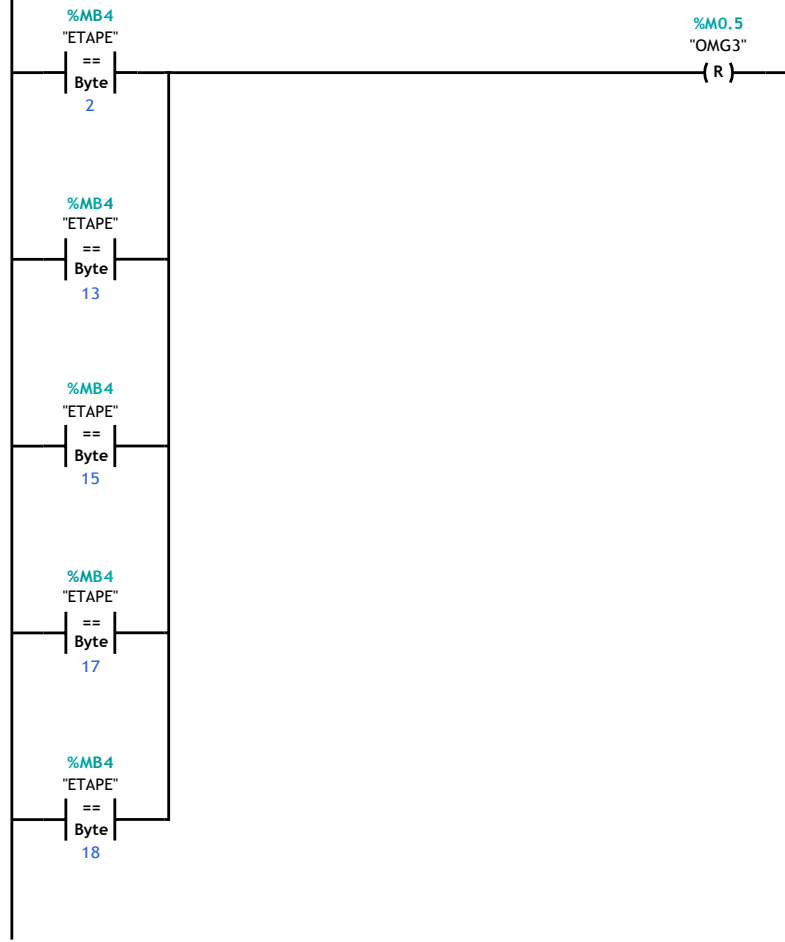 %MB4
"ETAPE"
==
Byte
2
%M0.5
"OMG3"
( R )
%MB4
"ETAPE"
==
Byte
13
%MB4
"ETAPE"
==
Byte
15
%MB4
"ETAPE"
==
Byte
17
%MB4
"ETAPE"
==
Byte
18